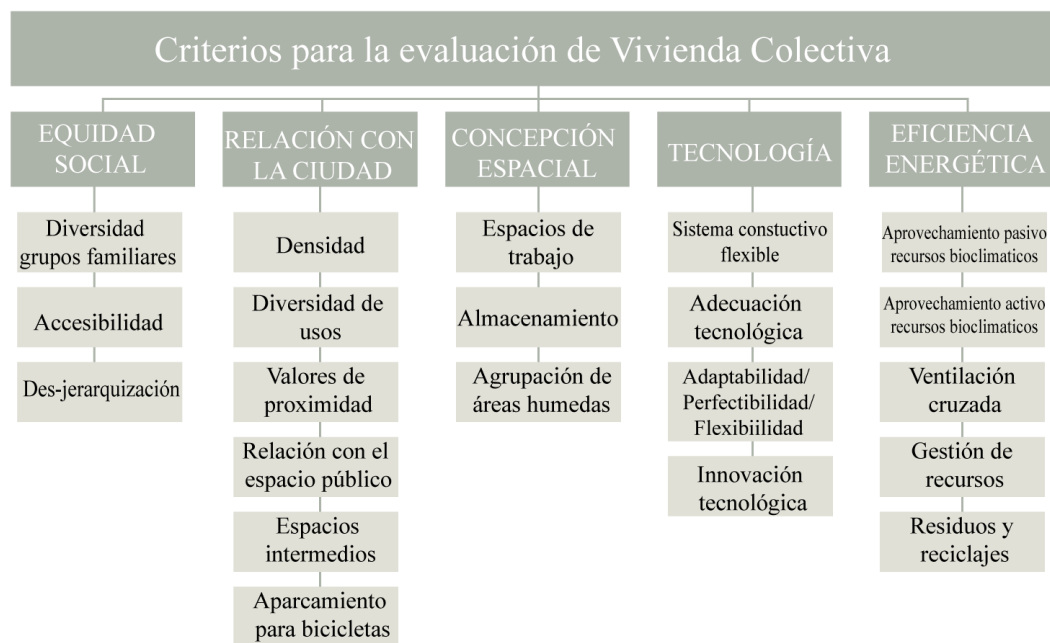 Criterios para la evaluación de Vivienda Colectiva
EQUIDAD
SOCIAL
Diversidad
grupos familiares
Accesibilidad
Des-jerarquización
RELACIÓN CON
LA CIUDAD
Densidad
Diversidad de
usos
Valores de
proximidad
Relación con el
espacio público
Espacios
intermedios
Aparcamiento
para bicicletas
CONCEPCIÓN
ESPACIAL
Espacios de
trabajo
Almacenamiento
Agrupación de
áreas humedas
TECNOLOGÍA
Sistema constuctivo
flexible
Adecuación
tecnológica
Adaptabilidad/
Perfectibilidad/
Flexibiilidad
Innovación
tecnológica
EFICIENCIA
ENERGÉTICA
Aprovechamiento pasivo
recursos bioclimaticos
Aprovechamiento activo
recursos bioclimaticos
Ventilación
cruzada
Gestión de
recursos
Residuos y
reciclajes